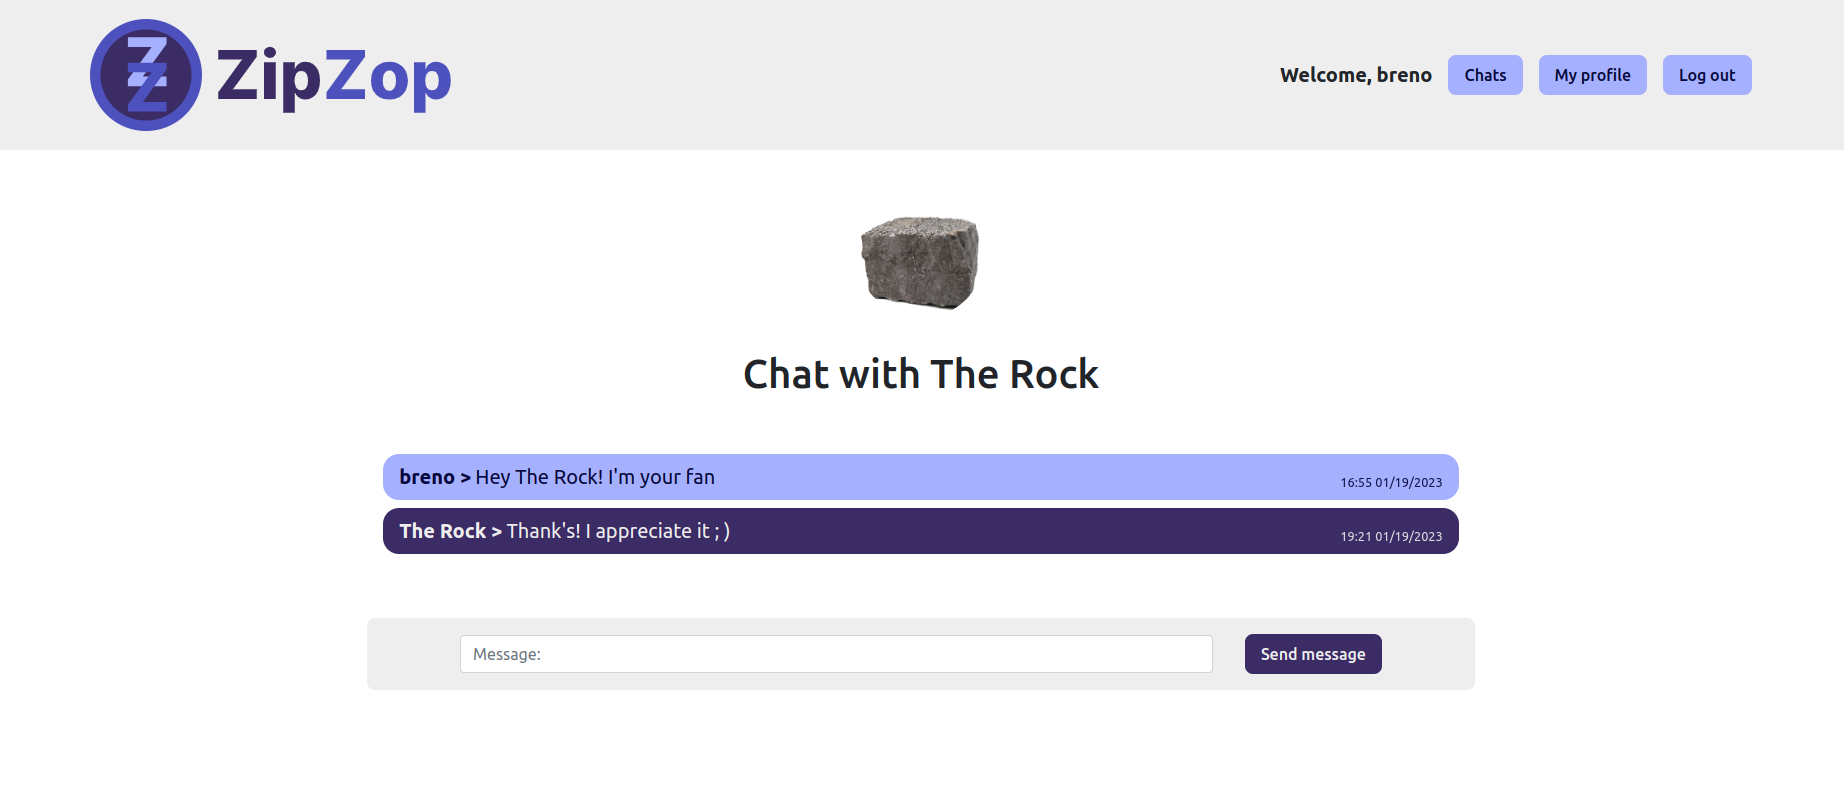 ZZ
ZipZop
Welcome, breno
Chats
My profile
Log out
Chat with The Rock
breno > Hey The Rock! I'm your fan
16:55 01/19/2023
The Rock > Thank's! I appreciate it ; )
19:21 01/19/2023
Message:
Send message